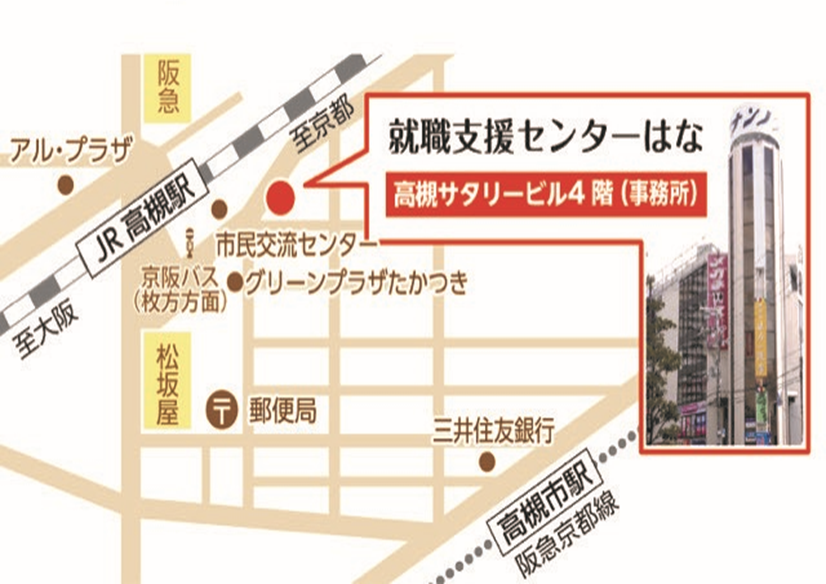 阪急
アル・プラザ
至京都
就職支援センターはな
高槻サタリービル4階（事務所）
JR 高槻駅
市民交流センター
京阪バス
（枚方方面）
グリーンプラザたかつき
至大阪
松坂屋
〒 郵便局
三井住友銀行
高槻市駅
阪急京都線